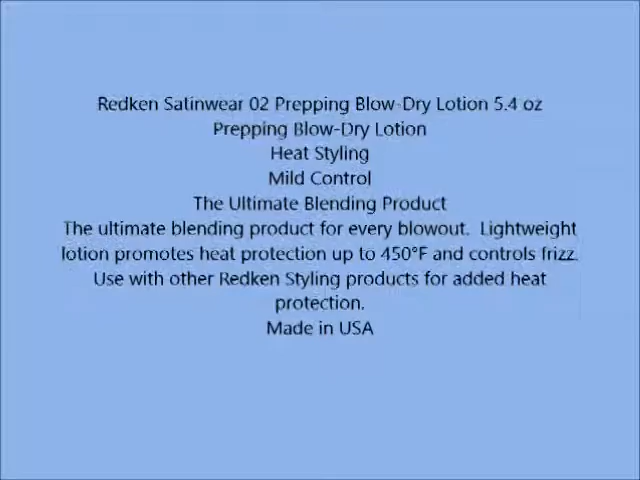 Redken Satinwear 02 Prepping Blow-Dry Lotion 5.4 oz
Prepping Blow-Dry Lotion
Heat Styling
Mild Control
The Ultimate Blending Product
The ultimate blending product for every blowout.  Lightweight
lotion promotes heat protection up to 450°F and controls frizz.
Use with other Redken Styling products for added heat
protection.
Made in USA